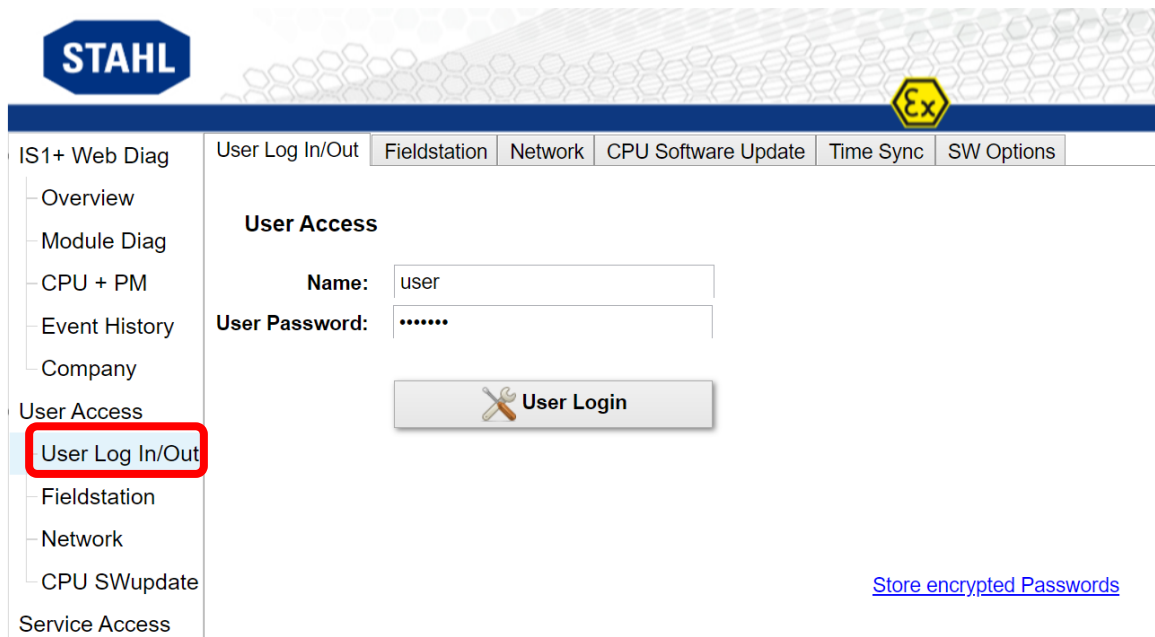 STAHL
Ex
IS1+ Web Diag
Overview
Module Diag
CPU + PM
Event History
Company
User Access
User Log In/Out
Fieldstation
Network
CPU SWupdate
Service Access
User Log In/Out Fieldstation Network CPU Software Update Time Sync SW Options
User Access
Name: user
User Password: •••••••
User Login
Store encrypted Passwords